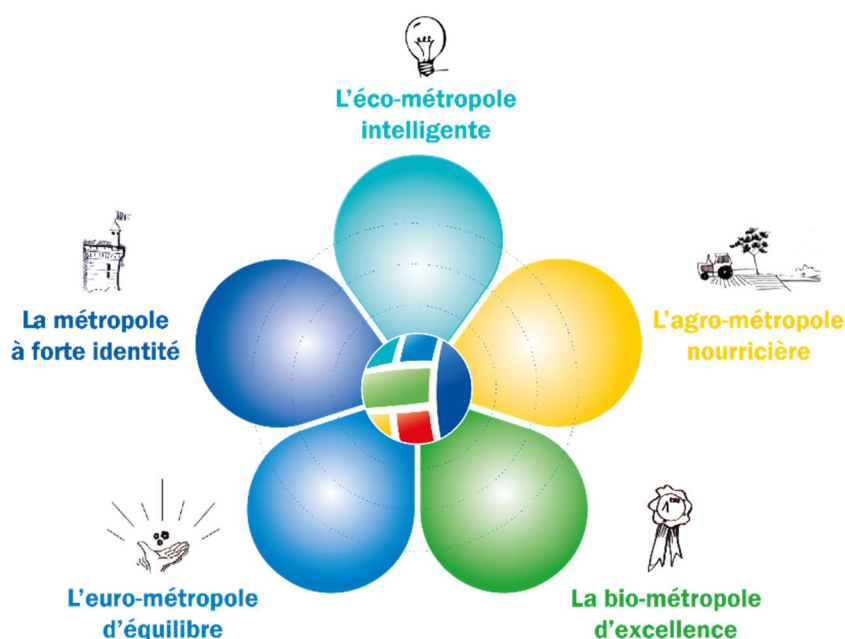 L'éco-métropole
intelligente
La métropole
à forte identité
L'agro-métropole
nourricière
L'euro-métropole
d'équilibre
La bio-métropole
d'excellence